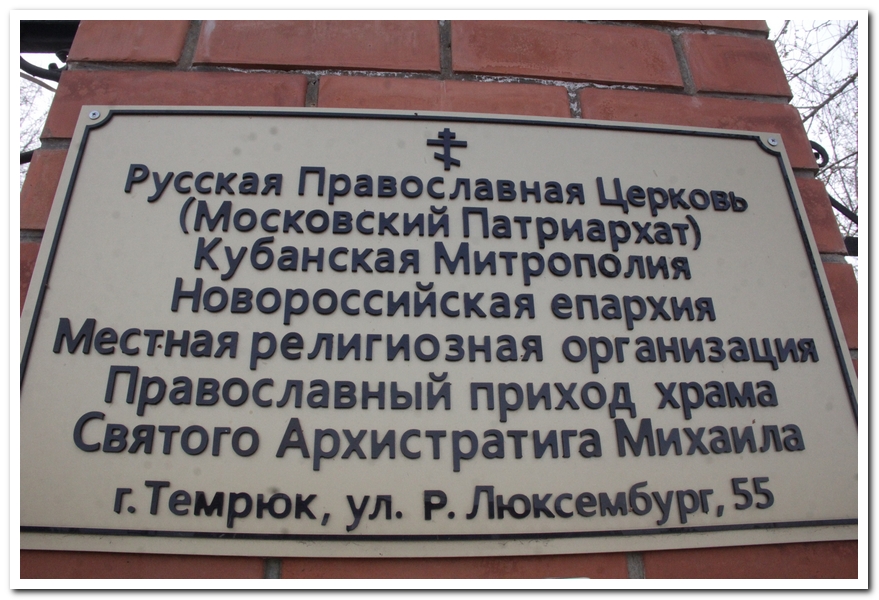 Русская Православная Церковь
(Московский Патриархат)
Кубанская Митрополия
Новороссийская епархия
Местная религиозная организация
Православный приход храма
Святого Архистратига Михаила
г. Темрюк, ул. Р. Люксембург, 55